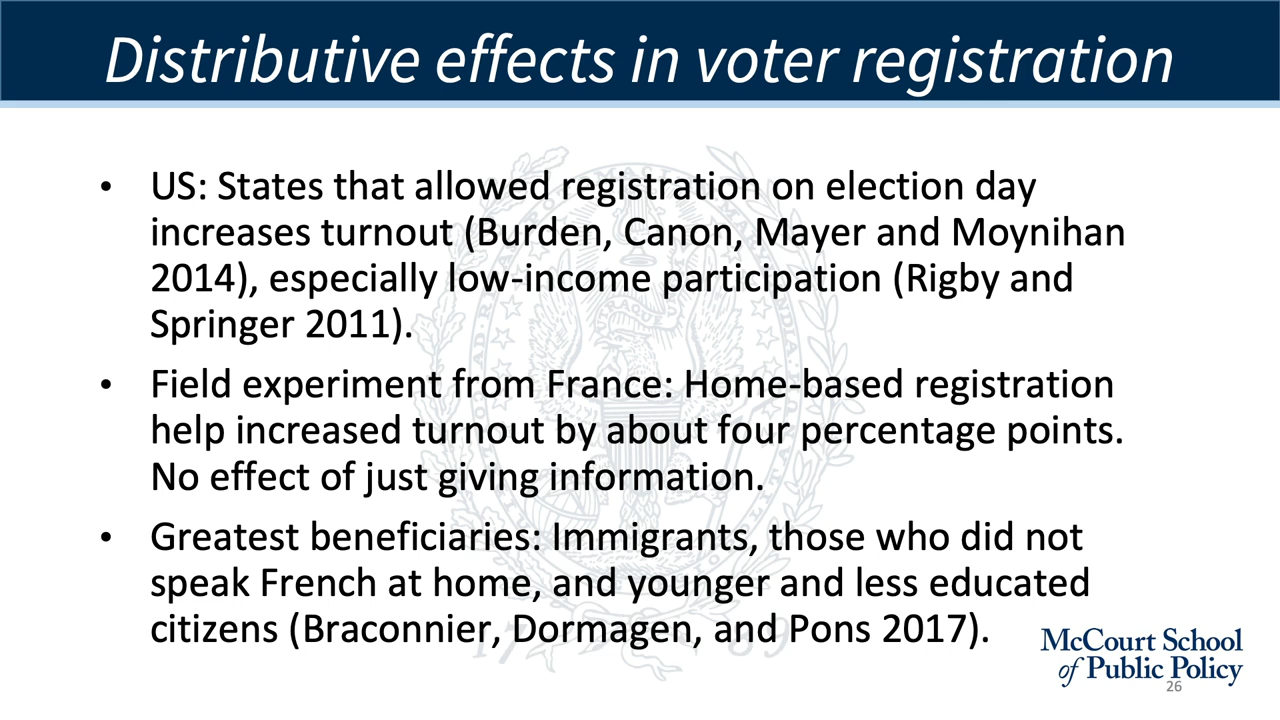 Distributive effects in voter registration
• US: States that allowed registration on election day
increases turnout (Burden, Canon, Mayer and Moynihan
2014), especially low-income participation (Rigby and
Springer 2011).
• Field experiment from France: Home-based registration
help increased turnout by about four percentage points.
No effect of just giving information.
• Greatest beneficiaries: Immigrants, those who did not
speak French at home, and younger and less educated
citizens (Braconnier, Dormagen, and Pons 2017).
McCourt School
of Public Policy
26